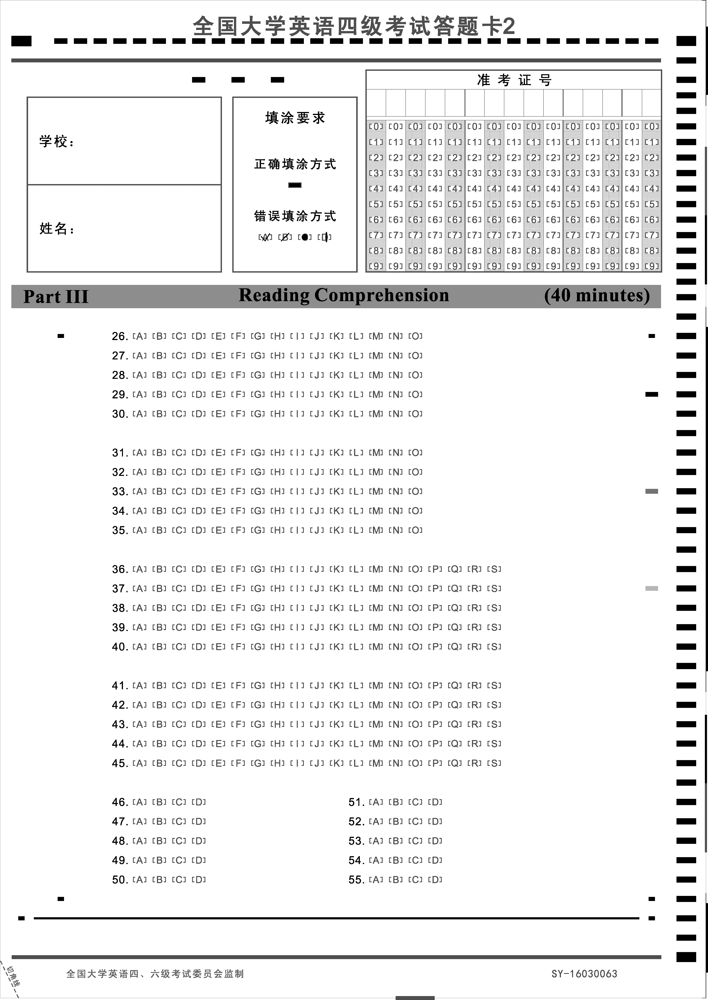 全国大学英语四级考试答题卡2
准考证号
学校：
姓名：
填涂要求
正确填涂方式
错误填涂方式
[A] [B] [●] [D]
[0] [0] [0] [0] [0] [0] [0] [0] [0] [0] [0] [0] [0] [0] [0]
[1] [1] [1] [1] [1] [1] [1] [1] [1] [1] [1] [1] [1] [1] [1]
[2] [2] [2] [2] [2] [2] [2] [2] [2] [2] [2] [2] [2] [2] [2]
[3] [3] [3] [3] [3] [3] [3] [3] [3] [3] [3] [3] [3] [3] [3]
[4] [4] [4] [4] [4] [4] [4] [4] [4] [4] [4] [4] [4] [4] [4]
[5] [5] [5] [5] [5] [5] [5] [5] [5] [5] [5] [5] [5] [5] [5]
[6] [6] [6] [6] [6] [6] [6] [6] [6] [6] [6] [6] [6] [6] [6]
[7] [7] [7] [7] [7] [7] [7] [7] [7] [7] [7] [7] [7] [7] [7]
[8] [8] [8] [8] [8] [8] [8] [8] [8] [8] [8] [8] [8] [8] [8]
[9] [9] [9] [9] [9] [9] [9] [9] [9] [9] [9] [9] [9] [9] [9]
Part III Reading Comprehension (40 minutes)
26. [A] [B] [C] [D] [E] [F] [G] [H] [I] [J] [K] [L] [M] [N] [O]
27. [A] [B] [C] [D] [E] [F] [G] [H] [I] [J] [K] [L] [M] [N] [O]
28. [A] [B] [C] [D] [E] [F] [G] [H] [I] [J] [K] [L] [M] [N] [O]
29. [A] [B] [C] [D] [E] [F] [G] [H] [I] [J] [K] [L] [M] [N] [O]
30. [A] [B] [C] [D] [E] [F] [G] [H] [I] [J] [K] [L] [M] [N] [O]
31. [A] [B] [C] [D] [E] [F] [G] [H] [I] [J] [K] [L] [M] [N] [O]
32. [A] [B] [C] [D] [E] [F] [G] [H] [I] [J] [K] [L] [M] [N] [O]
33. [A] [B] [C] [D] [E] [F] [G] [H] [I] [J] [K] [L] [M] [N] [O]
34. [A] [B] [C] [D] [E] [F] [G] [H] [I] [J] [K] [L] [M] [N] [O]
35. [A] [B] [C] [D] [E] [F] [G] [H] [I] [J] [K] [L] [M] [N] [O]
36. [A] [B] [C] [D] [E] [F] [G] [H] [I] [J] [K] [L] [M] [N] [O] [P] [Q] [R] [S]
37. [A] [B] [C] [D] [E] [F] [G] [H] [I] [J] [K] [L] [M] [N] [O] [P] [Q] [R] [S]
38. [A] [B] [C] [D] [E] [F] [G] [H] [I] [J] [K] [L] [M] [N] [O] [P] [Q] [R] [S]
39. [A] [B] [C] [D] [E] [F] [G] [H] [I] [J] [K] [L] [M] [N] [O] [P] [Q] [R] [S]
40. [A] [B] [C] [D] [E] [F] [G] [H] [I] [J] [K] [L] [M] [N] [O] [P] [Q] [R] [S]
41. [A] [B] [C] [D] [E] [F] [G] [H] [I] [J] [K] [L] [M] [N] [O] [P] [Q] [R] [S]
42. [A] [B] [C] [D] [E] [F] [G] [H] [I] [J] [K] [L] [M] [N] [O] [P] [Q] [R] [S]
43. [A] [B] [C] [D] [E] [F] [G] [H] [I] [J] [K] [L] [M] [N] [O] [P] [Q] [R] [S]
44. [A] [B] [C] [D] [E] [F] [G] [H] [I] [J] [K] [L] [M] [N] [O] [P] [Q] [R] [S]
45. [A] [B] [C] [D] [E] [F] [G] [H] [I] [J] [K] [L] [M] [N] [O] [P] [Q] [R] [S]
46. [A] [B] [C] [D]
47. [A] [B] [C] [D]
48. [A] [B] [C] [D]
49. [A] [B] [C] [D]
50. [A] [B] [C] [D]
51. [A] [B] [C] [D]
52. [A] [B] [C] [D]
53. [A] [B] [C] [D]
54. [A] [B] [C] [D]
55. [A] [B] [C] [D]
切角线
全国大学英语四、六级考试委员会监制
SY-16030063